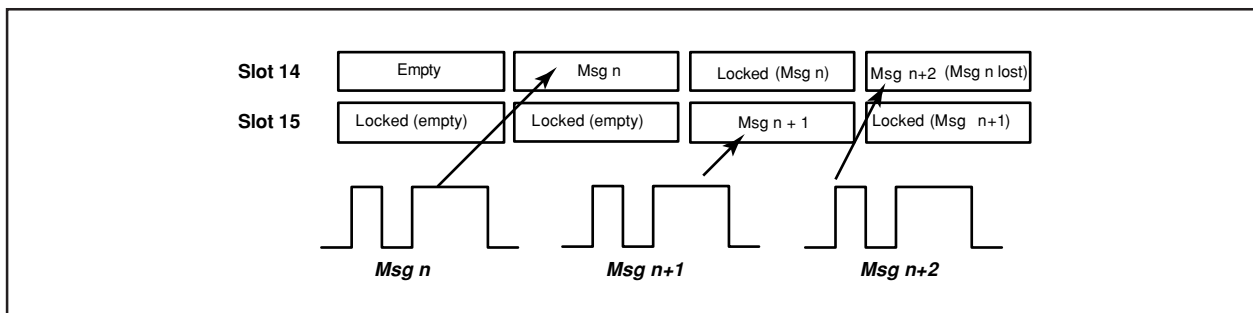 Slot 14 Empty Msg n Locked (Msg n) Msg n+2 (Msg n lost)
Slot 15 Locked (empty) Locked (empty) Msg n + 1 Locked (Msg n+1)
Msg n Msg n+1 Msg n+2